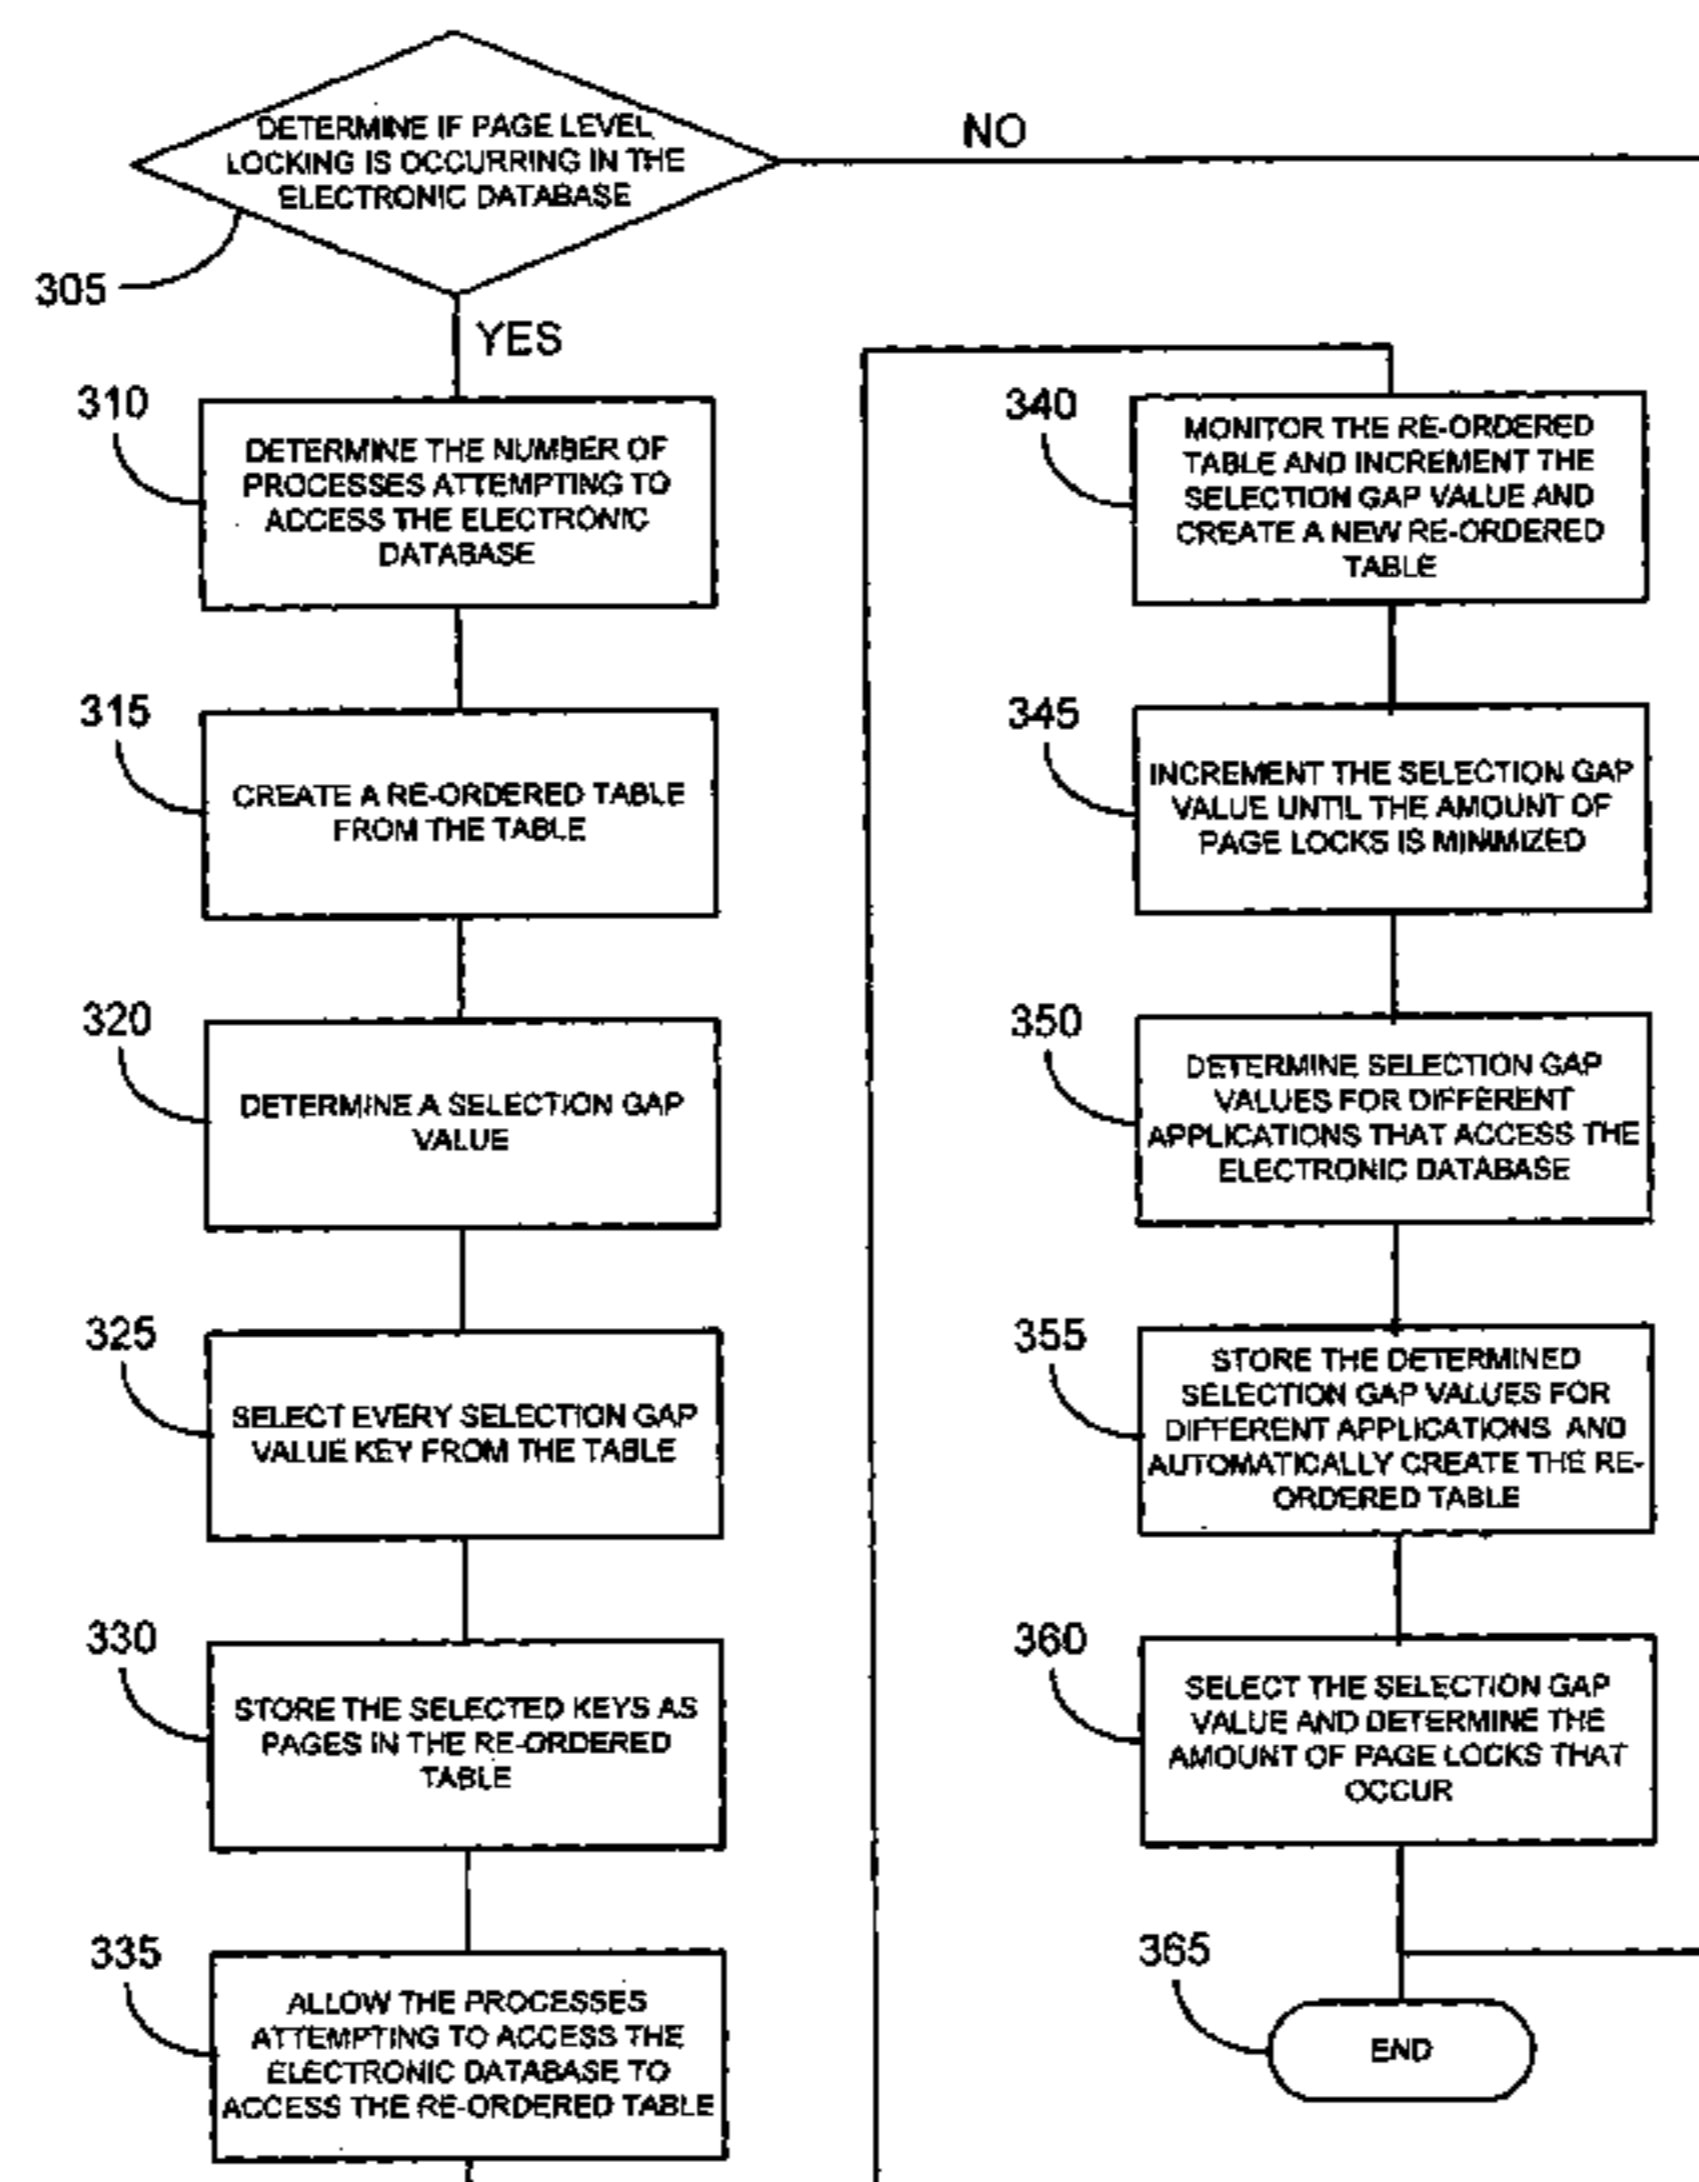 DETERMINE IF PAGE LEVEL
LOCKING IS OCCURRING IN THE
ELECTRONIC DATABASE
NO
305
YES
310
DETERMINE THE NUMBER OF
PROCESSES ATTEMPTING TO
ACCESS THE ELECTRONIC
DATABASE
315
CREATE A RE-ORDERED TABLE
FROM THE TABLE
320
DETERMINE A SELECTION GAP
VALUE
325
SELECT EVERY SELECTION GAP
VALUE KEY FROM THE TABLE
330
STORE THE SELECTED KEYS AS
PAGES IN THE RE-ORDERED
TABLE
335
ALLOW THE PROCESSES
ATTEMPTING TO ACCESS THE
ELECTRONIC DATABASE TO
ACCESS THE RE-ORDERED TABLE
340
MONITOR THE RE-ORDERED
TABLE AND INCREMENT THE
SELECTION GAP VALUE AND
CREATE A NEW RE-ORDERED
TABLE
345
INCREMENT THE SELECTION GAP
VALUE UNTIL THE AMOUNT OF
PAGE LOCKS IS MINIMIZED
350
DETERMINE SELECTION GAP
VALUES FOR DIFFERENT
APPLICATIONS THAT ACCESS THE
ELECTRONIC DATABASE
355
STORE THE DETERMINED
SELECTION GAP VALUES FOR
DIFFERENT APPLICATIONS AND
AUTOMATICALLY CREATE THE RE-
ORDERED TABLE
360
SELECT THE SELECTION GAP
VALUE AND DETERMINE THE
AMOUNT OF PAGE LOCKS THAT
OCCUR
365
END